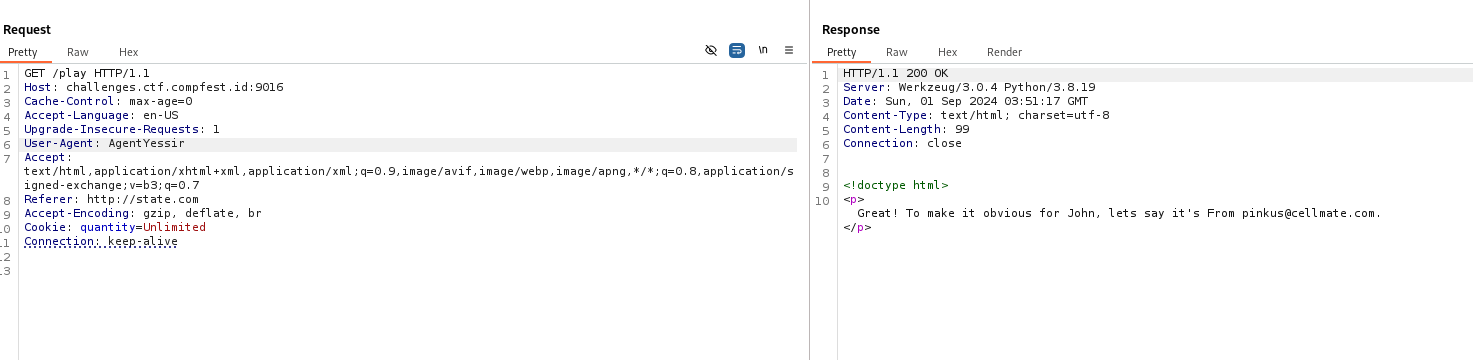 Request
Pretty Raw Hex \n
1 GET /play HTTP/1.1
2 Host: challenges.ctf.compfest.id:9016
3 Cache-Control: max-age=0
4 Accept-Language: en-US
5 Upgrade-Insecure-Requests: 1
6 User-Agent: AgentYessir
7 Accept:
text/html,application/xhtml+xml,application/xml;q=0.9,image/avif,image/webp,image/apng,*/*;q=0.8,application/s
igned-exchange;v=b3;q=0.7
8 Referer: http://state.com
9 Accept-Encoding: gzip, deflate, br
10 Cookie: quantity=Unlimited
11 Connection: keep-alive
12
13
Response
Pretty Raw Hex Render
1 HTTP/1.1 200 OK
2 Server: Werkzeug/3.0.4 Python/3.8.19
3 Date: Sun, 01 Sep 2024 03:51:17 GMT
4 Content-Type: text/html; charset=utf-8
5 Content-Length: 99
6 Connection: close
7
8
9 <!doctype html>
10 <p>
Great! To make it obvious for John, lets say it's From pinkus@cellmate.com.
</p>